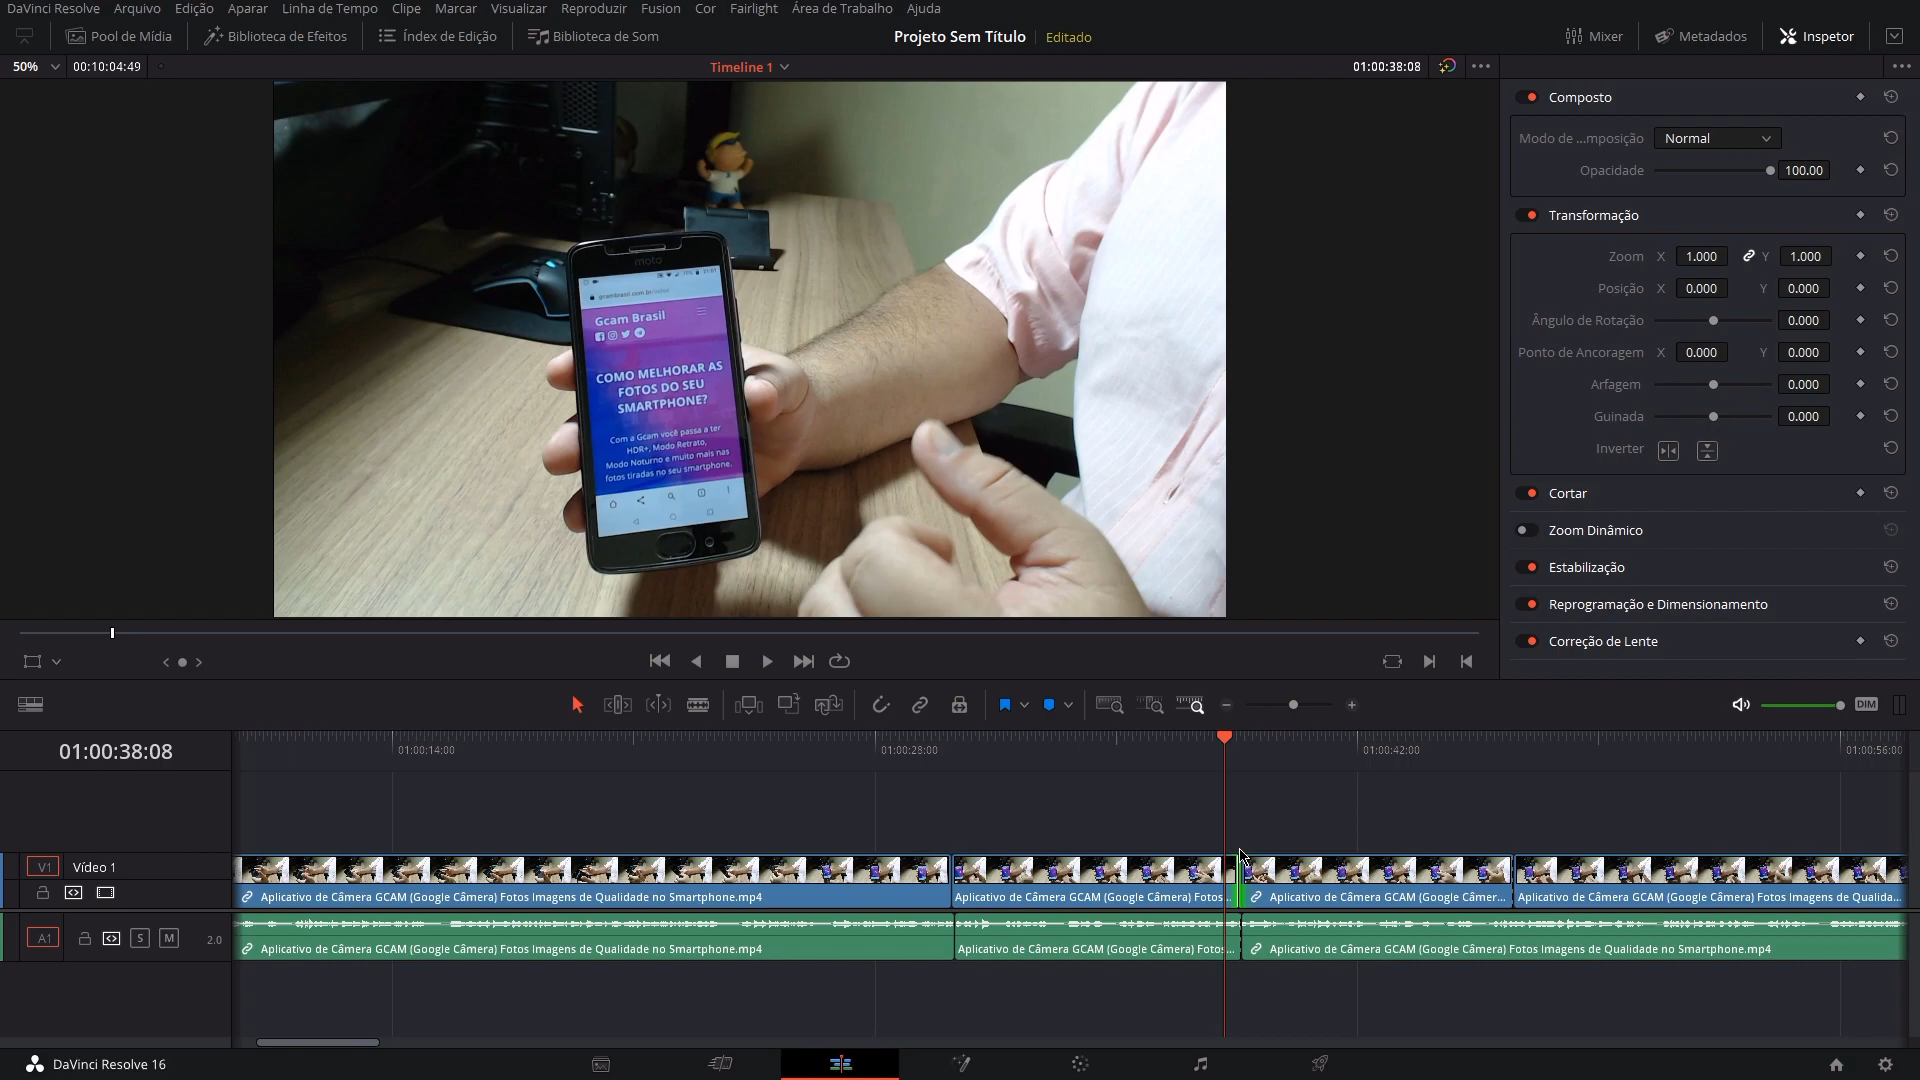 DaVinci Resolve Arquivo Edição Aparar Linha de Tempo Clipe Marcar Visualizar Reproduzir Fusion Cor Fairlight Área de Trabalho Ajuda
Pool de Mídia Biblioteca de Efeitos Índice de Edição Biblioteca de Som Projeto Sem Título Editado Mixer Metadados Inspetor
50% 00:10:04:49 Timeline 1 01:00:38:08
Composto
Modo de ...mposição Normal
Opacidade 100.00
Transformação
Zoom X 1.000 Y 1.000
Posição X 0.000 Y 0.000
Ângulo de Rotação 0.000
Ponto de Ancoragem X 0.000 Y 0.000
Arfagem 0.000
Guinada 0.000
Inverter
Cortar
Zoom Dinâmico
Estabilização
Reprogramação e Dimensionamento
Correção de Lente
moto
gcambrasil.com.br/index
Gcam Brasil
COMO MELHORAR AS
FOTOS DO SEU
SMARTPHONE?
Com a Gcam você passa a ter
HDR+, Modo Retrato,
Modo Noturno e muito mais nas
fotos tiradas no seu smartphone.
DIM
01:00:38:08 01:00:14:00 01:00:28:00 01:00:42:00 01:00:56:00
V1 Vídeo 1
Aplicativo de Câmera GCAM (Google Câmera) Fotos Imagens de Qualidade no Smartphone.mp4 Aplicativo de Câmera GCAM (Google Câmera) Fotos... Aplicativo de Câmera GCAM (Google Câmer... Aplicativo de Câmera GCAM (Google Câmera) Fotos Imagens de Qualida...
A1 S M 2.0
Aplicativo de Câmera GCAM (Google Câmera) Fotos Imagens de Qualidade no Smartphone.mp4 Aplicativo de Câmera GCAM (Google Câmera) Fotos... Aplicativo de Câmera GCAM (Google Câmera) Fotos Imagens de Qualidade no Smartphone.mp4
DaVinci Resolve 16